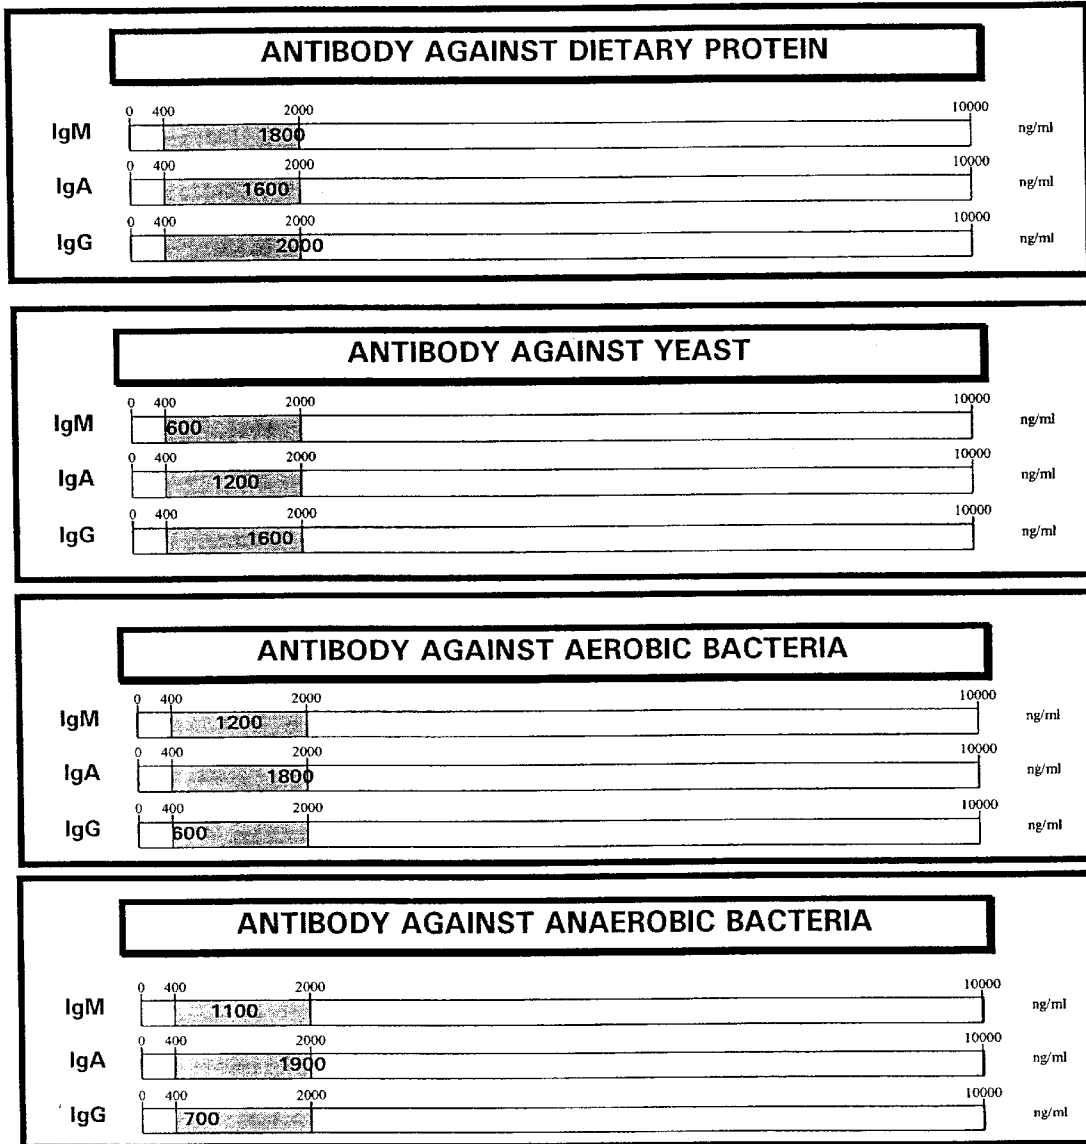 ANTIBODY AGAINST DIETARY PROTEIN
0 400 2000 10000
IgM 1800 ng/ml
0 400 2000 10000
IgA 1600 ng/ml
0 400 2000 10000
IgG 2000 ng/ml
ANTIBODY AGAINST YEAST
0 400 2000 10000
IgM 600 ng/ml
0 400 2000 10000
IgA 1200 ng/ml
0 400 2000 10000
IgG 1600 ng/ml
ANTIBODY AGAINST AEROBIC BACTERIA
0 400 2000 10000
IgM 1200 ng/ml
0 400 2000 10000
IgA 1800 ng/ml
0 400 2000 10000
IgG 600 ng/ml
ANTIBODY AGAINST ANAEROBIC BACTERIA
0 400 2000 10000
IgM 1100 ng/ml
0 400 2000 10000
IgA 1900 ng/ml
0 400 2000 10000
IgG 700 ng/ml